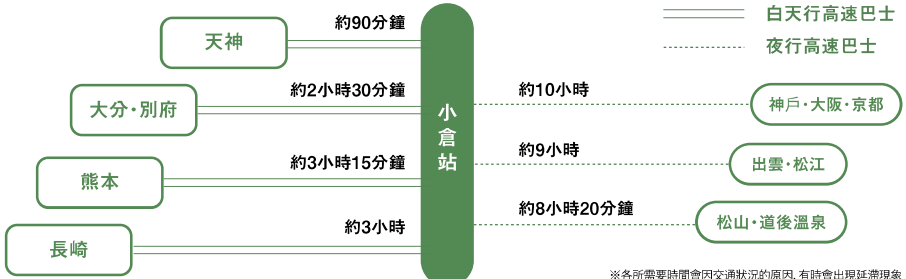 約90分鐘
天神
約2小時30分鐘
大分・別府
約3小時15分鐘
熊本
約3小時
長崎
小倉站
白天行高速巴士
夜行高速巴士
約10小時
神戶・大阪・京都
約9小時
出雲・松江
約8小時20分鐘
松山・道後溫泉
※各所需要時間會因交通狀況的原因，有時會出現延滯現象